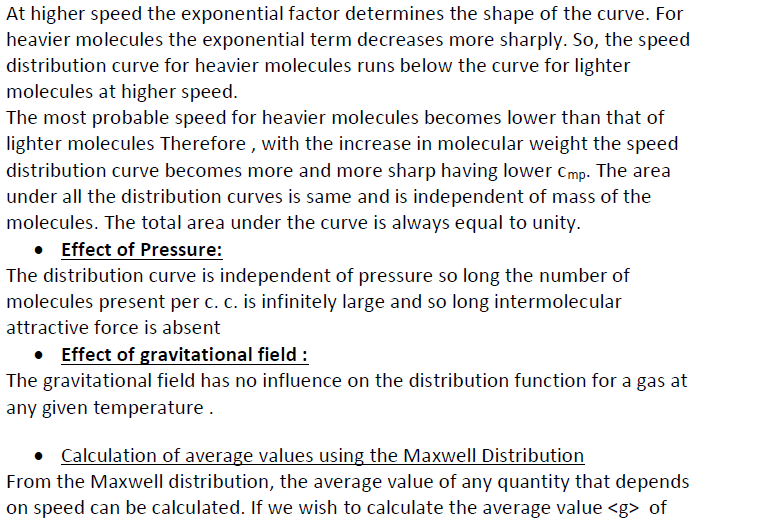 At higher speed the exponential factor determines the shape of the curve. For
heavier molecules the exponential term decreases more sharply. So, the speed
distribution curve for heavier molecules runs below the curve for lighter
molecules at higher speed.
The most probable speed for heavier molecules becomes lower than that of
lighter molecules Therefore , with the increase in molecular weight the speed
distribution curve becomes more and more sharp having lower cmp. The area
under all the distribution curves is same and is independent of mass of the
molecules. The total area under the curve is always equal to unity.
• Effect of Pressure:
The distribution curve is independent of pressure so long the number of
molecules present per c. c. is infinitely large and so long intermolecular
attractive force is absent
• Effect of gravitational field :
The gravitational field has no influence on the distribution function for a gas at
any given temperature .
• Calculation of average values using the Maxwell Distribution
From the Maxwell distribution, the average value of any quantity that depends
on speed can be calculated. If we wish to calculate the average value <g> of